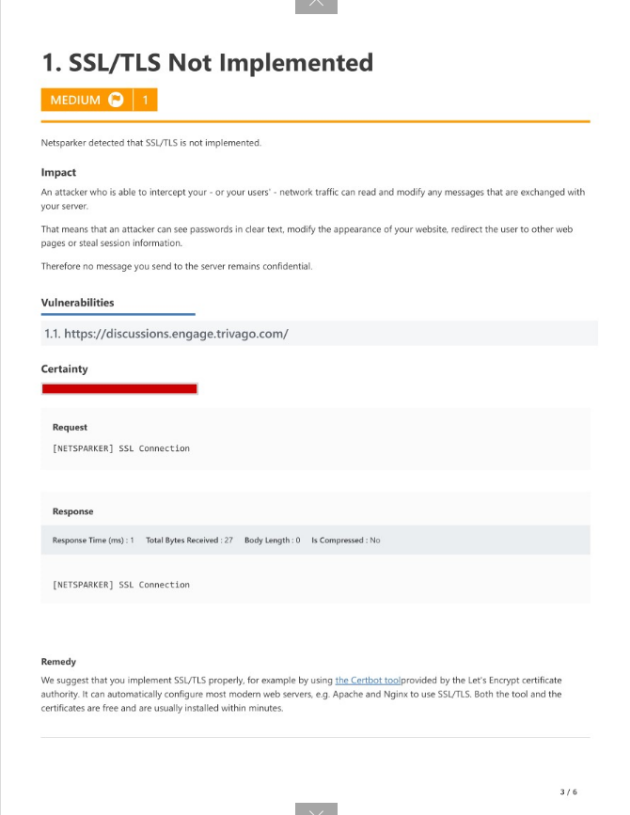 1. SSL/TLS Not Implemented
MEDIUM 1
Netsparker detected that SSL/TLS is not implemented.
Impact
An attacker who is able to intercept your - or your users' - network traffic can read and modify any messages that are exchanged with
your server.
That means that an attacker can see passwords in clear text, modify the appearance of your website, redirect the user to other web
pages or steal session information.
Therefore no message you send to the server remains confidential.
Vulnerabilities
1.1. https://discussions.engage.trivago.com/
Certainty
Request
[NETSPARKER] SSL Connection
Response
Response Time (ms) : 1 Total Bytes Received : 27 Body Length : 0 Is Compressed : No
[NETSPARKER] SSL Connection
Remedy
We suggest that you implement SSL/TLS properly, for example by using the Certbot toolprovided by the Let's Encrypt certificate
authority. It can automatically configure most modern web servers, e.g. Apache and Nginx to use SSL/TLS. Both the tool and the
certificates are free and are usually installed within minutes.
3 / 6